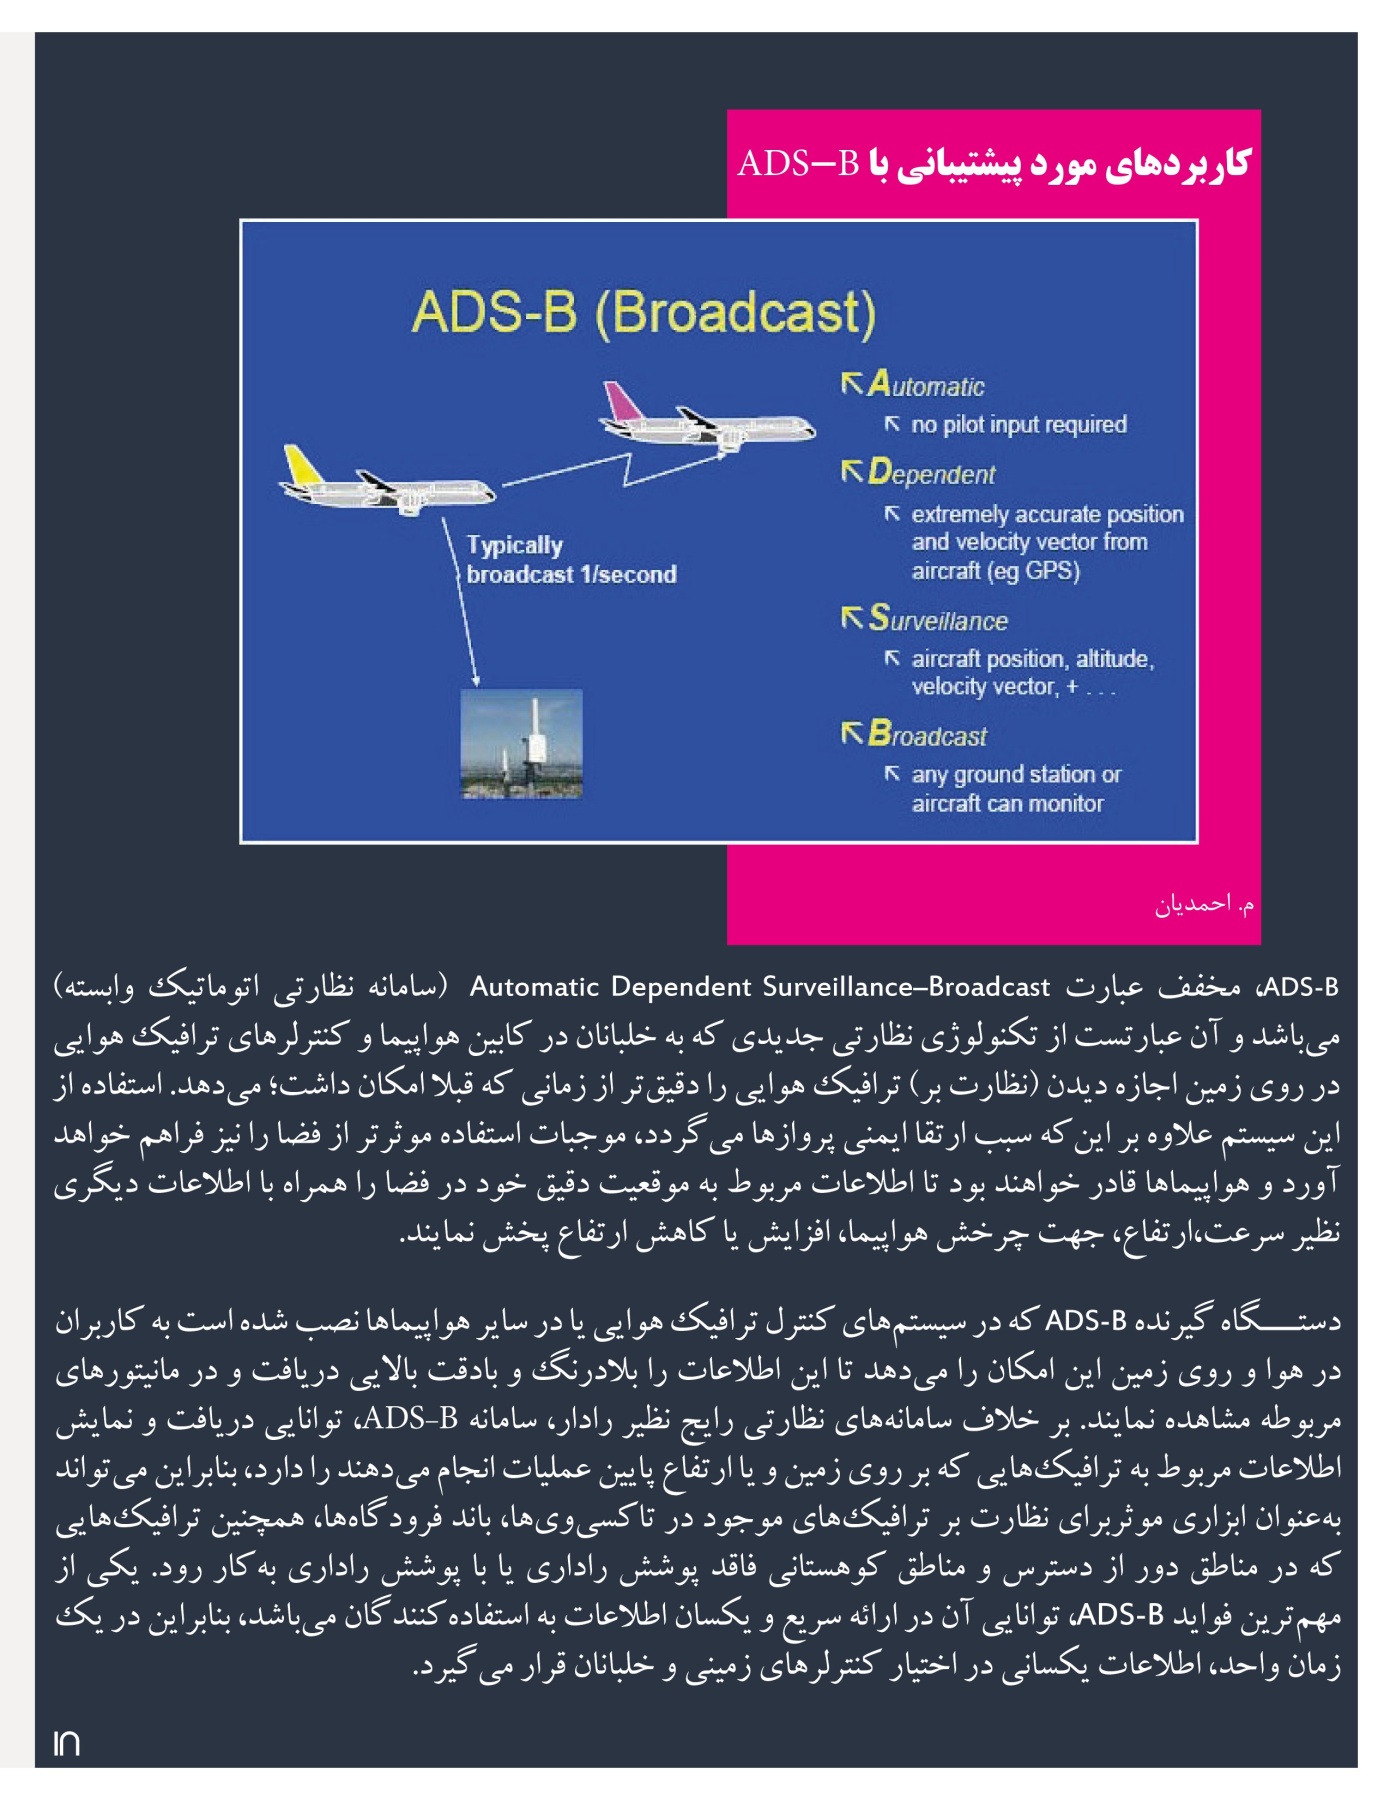 کاربردهای مورد پیشتیبانی با ADS–B
ADS-B (Broadcast)
Automatic
no pilot input required
Dependent
extremely accurate position
and velocity vector from
aircraft (eg GPS)
Surveillance
aircraft position, altitude,
velocity vector, + . . .
Broadcast
any ground station or
aircraft can monitor
Typically
broadcast 1/second
م. احمدیان
ADS-B، مخفف عبارت Automatic Dependent Surveillance–Broadcast (سامانه نظارتی اتوماتیک وابسته)
می‌باشد و آن عبارتست از تکنولوژی نظارتی جدیدی که به خلبانان در کابین هواپیما و کنترلرهای ترافیک هوایی
در روی زمین اجازه دیدن (نظارت بر) ترافیک هوایی را دقیق‌تر از زمانی که قبلا امکان داشت؛ می‌دهد. استفاده از
این سیستم علاوه بر این‌که سبب ارتقا ایمنی پروازها می‌گردد، موجبات استفاده موثرتر از فضا را نیز فراهم خواهد
آورد و هواپیماها قادر خواهند بود تا اطلاعات مربوط به موقعیت دقیق خود در فضا را همراه با اطلاعات دیگری
نظیر سرعت،ارتفاع، جهت چرخش هواپیما، افزایش یا کاهش ارتفاع پخش نمایند.
دستـــگاه گیرنده ADS-B که در سیستم‌های کنترل ترافیک هوایی یا در سایر هواپیماها نصب شده است به کاربران
در هوا و روی زمین این امکان را می‌دهد تا این اطلاعات را بلادرنگ و بادقت بالایی دریافت و در مانیتورهای
مربوطه مشاهده نمایند. بر خلاف سامانه‌های نظارتی رایج نظیر رادار، سامانه ADS-B، توانایی دریافت و نمایش
اطلاعات مربوط به ترافیک‌هایی که بر روی زمین و یا ارتفاع پایین عملیات انجام می‌دهند را دارد، بنابراین می‌تواند
به‌عنوان ابزاری موثربرای نظارت بر ترافیک‌های موجود در تاکسی‌وی‌ها، باند فرودگاه‌ها، همچنین ترافیک‌هایی
که در مناطق دور از دسترس و مناطق کوهستانی فاقد پوشش راداری یا با پوشش راداری به‌کار رود. یکی از
مهم‌ترین فواید ADS-B، توانایی آن در ارائه سریع و یکسان اطلاعات به استفاده‌کنندگان می‌باشد، بنابراین در یک
زمان واحد، اطلاعات یکسانی در اختیار کنترلرهای زمینی و خلبانان قرار می‌گیرد.